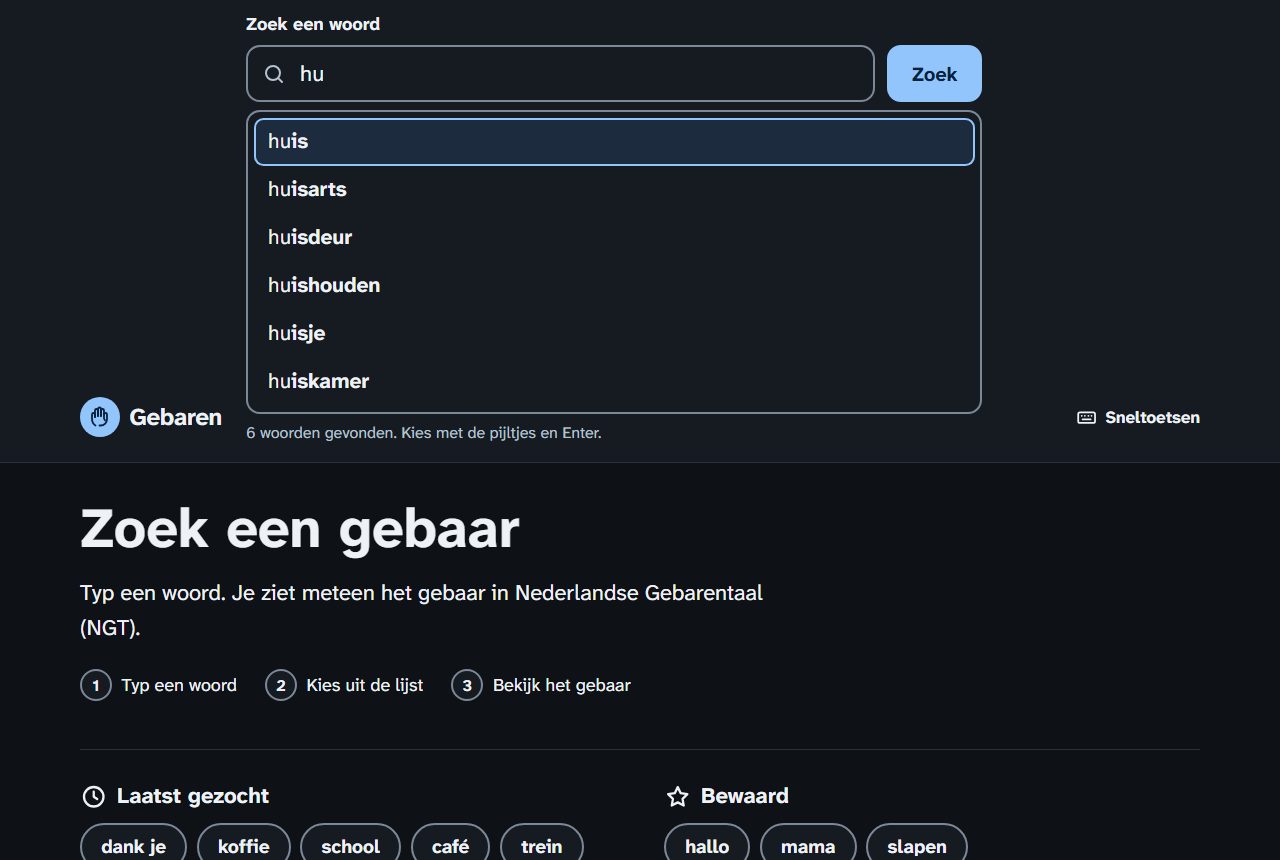 Zoek een woord
hu
Zoek
huis
huisarts
huisdeur
huishouden
huisje
huiskamer
Gebaren
6 woorden gevonden. Kies met de pijltjes en Enter.
Sneltoetsen
Zoek een gebaar
Typ een woord. Je ziet meteen het gebaar in Nederlandse Gebarentaal
(NGT).
1 Typ een woord
2 Kies uit de lijst
3 Bekijk het gebaar
Laatst gezocht
dank je
koffie
school
café
trein
Bewaard
hallo
mama
slapen